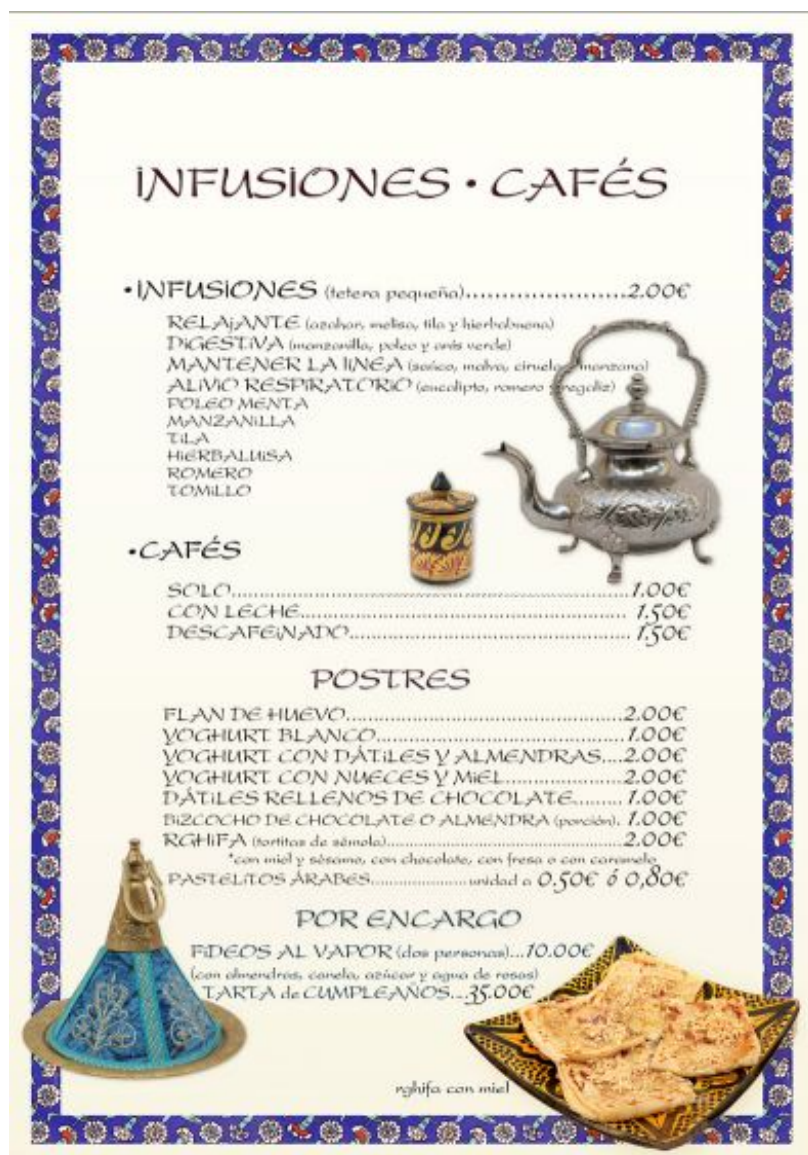 INFUSIONES • CAFÉS
•INFUSIONES (tetera pequeña)......................2.00€
RELAJANTE (azahar, melisa, tila y hierbabuena)
DIGESTIVA (manzanilla, poleo y anís verde)
MANTENER LA lINEA (saúco, malva, ciruela, manzana)
ALIVIO RESPIRATORIO (eucalipto, romero y regaliz)
POLEO MENTA
MANZANILLA
TILA
HIERBALUISA
ROMERO
TOMILLO
•CAFÉS
SOLO..................................................1.00€
CON LECHE.................................................. 1,50€
DESCAFEINADO.................................................. 1,50€
POSTRES
FLAN DE HUEVO..................................................2.00€
YOGHURT BLANCO..................................................1.00€
YOGHURT CON DÁTILES Y ALMENDRAS....2.00€
YOGHURT CON NUECES Y MIEL......................2.00€
DÁTILES RELLENOS DE CHOCOLATE......... 1.00€
BIZCOCHO DE CHOCOLATE O ALMENDRA (porción). 1.00€
RGHIFA (tortitas de sémola)..................................2.00€
*con miel y sésamo, con chocolate, con fresa o con caramelo
PASTELITOS ÁRABES......................unidad a 0.50€ ó 0,80€
POR ENCARGO
FIDEOS AL VAPOR (dos personas)...10.00€
(con almendras, canela, azúcar y agua de rosas)
TARTA de CUMPLEAÑOS...35.00€
rghifa con miel